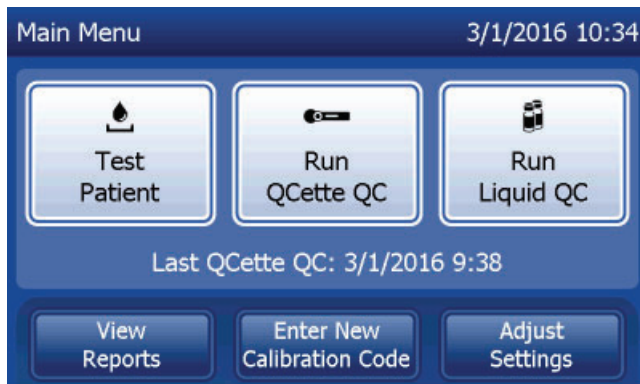 Main Menu 3/1/2016 10:34
Test
Patient
Run
QCette QC
Run
Liquid QC
Last QCette QC: 3/1/2016 9:38
View
Reports
Enter New
Calibration Code
Adjust
Settings